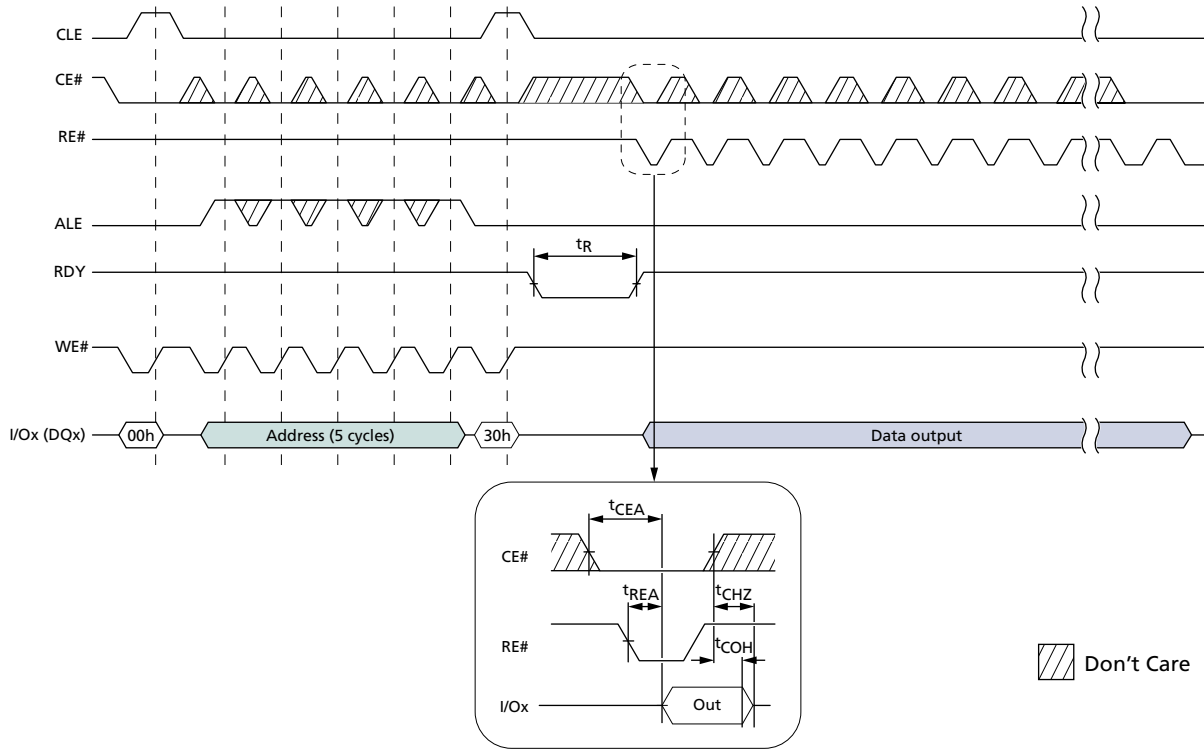 CLE
CE#
RE#
ALE
tR
RDY
WE#
I/Ox (DQx)
00h
Address (5 cycles)
30h
Data output
tCEA
CE#
tREA
tCHZ
RE#
tCOH
I/Ox
Out
Don't Care